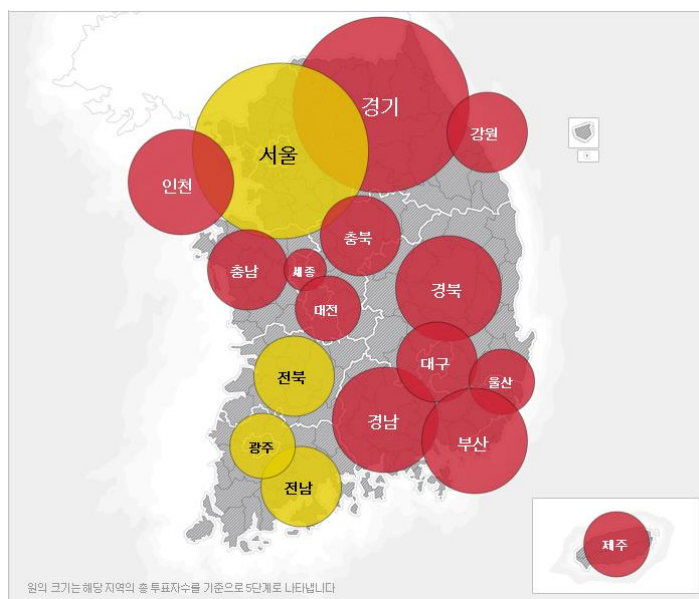 경기
강원
서울
인천
충북
충남
세종
경북
대전
대구
전북
울산
경남
부산
광주
전남
제주
원의 크기는 해당 지역의 총 투표자수를 기준으로 5단계로 나타냅니다